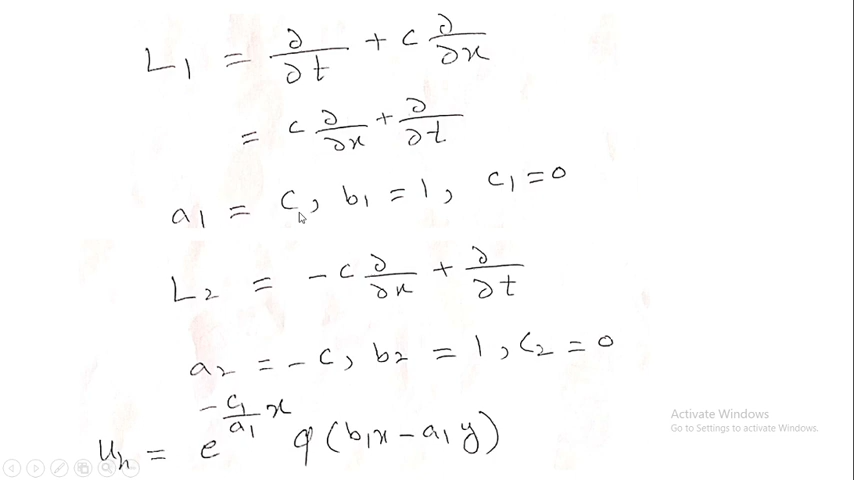 L₁ = ∂/∂t + c ∂/∂x
= c ∂/∂x + ∂/∂t
a₁ = c, b₁ = 1, c₁ = 0
L₂ = -c ∂/∂x + ∂/∂t
a₂ = -c, b₂ = 1, c₂ = 0
uₕ = e^(-c₁/a₁ x) φ(b₁x - a₁y)
Activate Windows
Go to Settings to activate Windows.